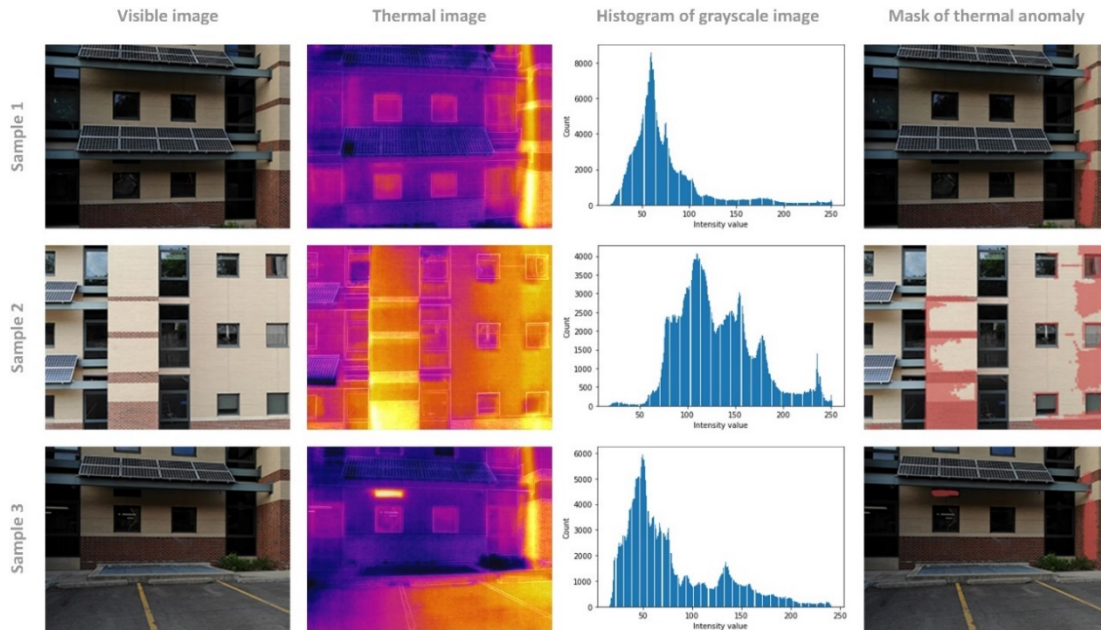 Visible image
Thermal image
Histogram of grayscale image
Mask of thermal anomaly
Sample 1
8000
6000
4000
2000
0
Count
50
100
150
200
250
Intensity value
Sample 2
4000
3500
3000
2500
2000
1500
1000
500
0
Count
50
100
150
200
250
Intensity value
Sample 3
6000
5000
4000
3000
2000
1000
0
Count
50
100
150
200
250
Intensity value